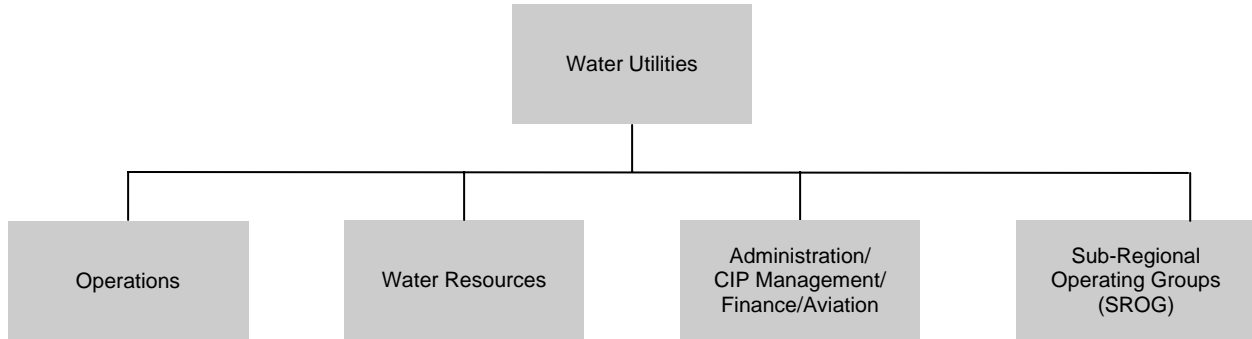 Water Utilities
Operations
Water Resources
Administration/
CIP Management/
Finance/Aviation
Sub-Regional
Operating Groups
(SROG)